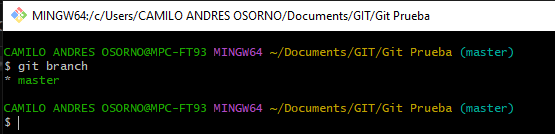 MINGW64:/c/Users/CAMILO ANDRES OSORNO/Documents/GIT/Git Prueba
CAMILO ANDRES OSORNO@MPC-FT93 MINGW64 ~/Documents/GIT/Git Prueba (master)
$ git branch
* master
CAMILO ANDRES OSORNO@MPC-FT93 MINGW64 ~/Documents/GIT/Git Prueba (master)
$